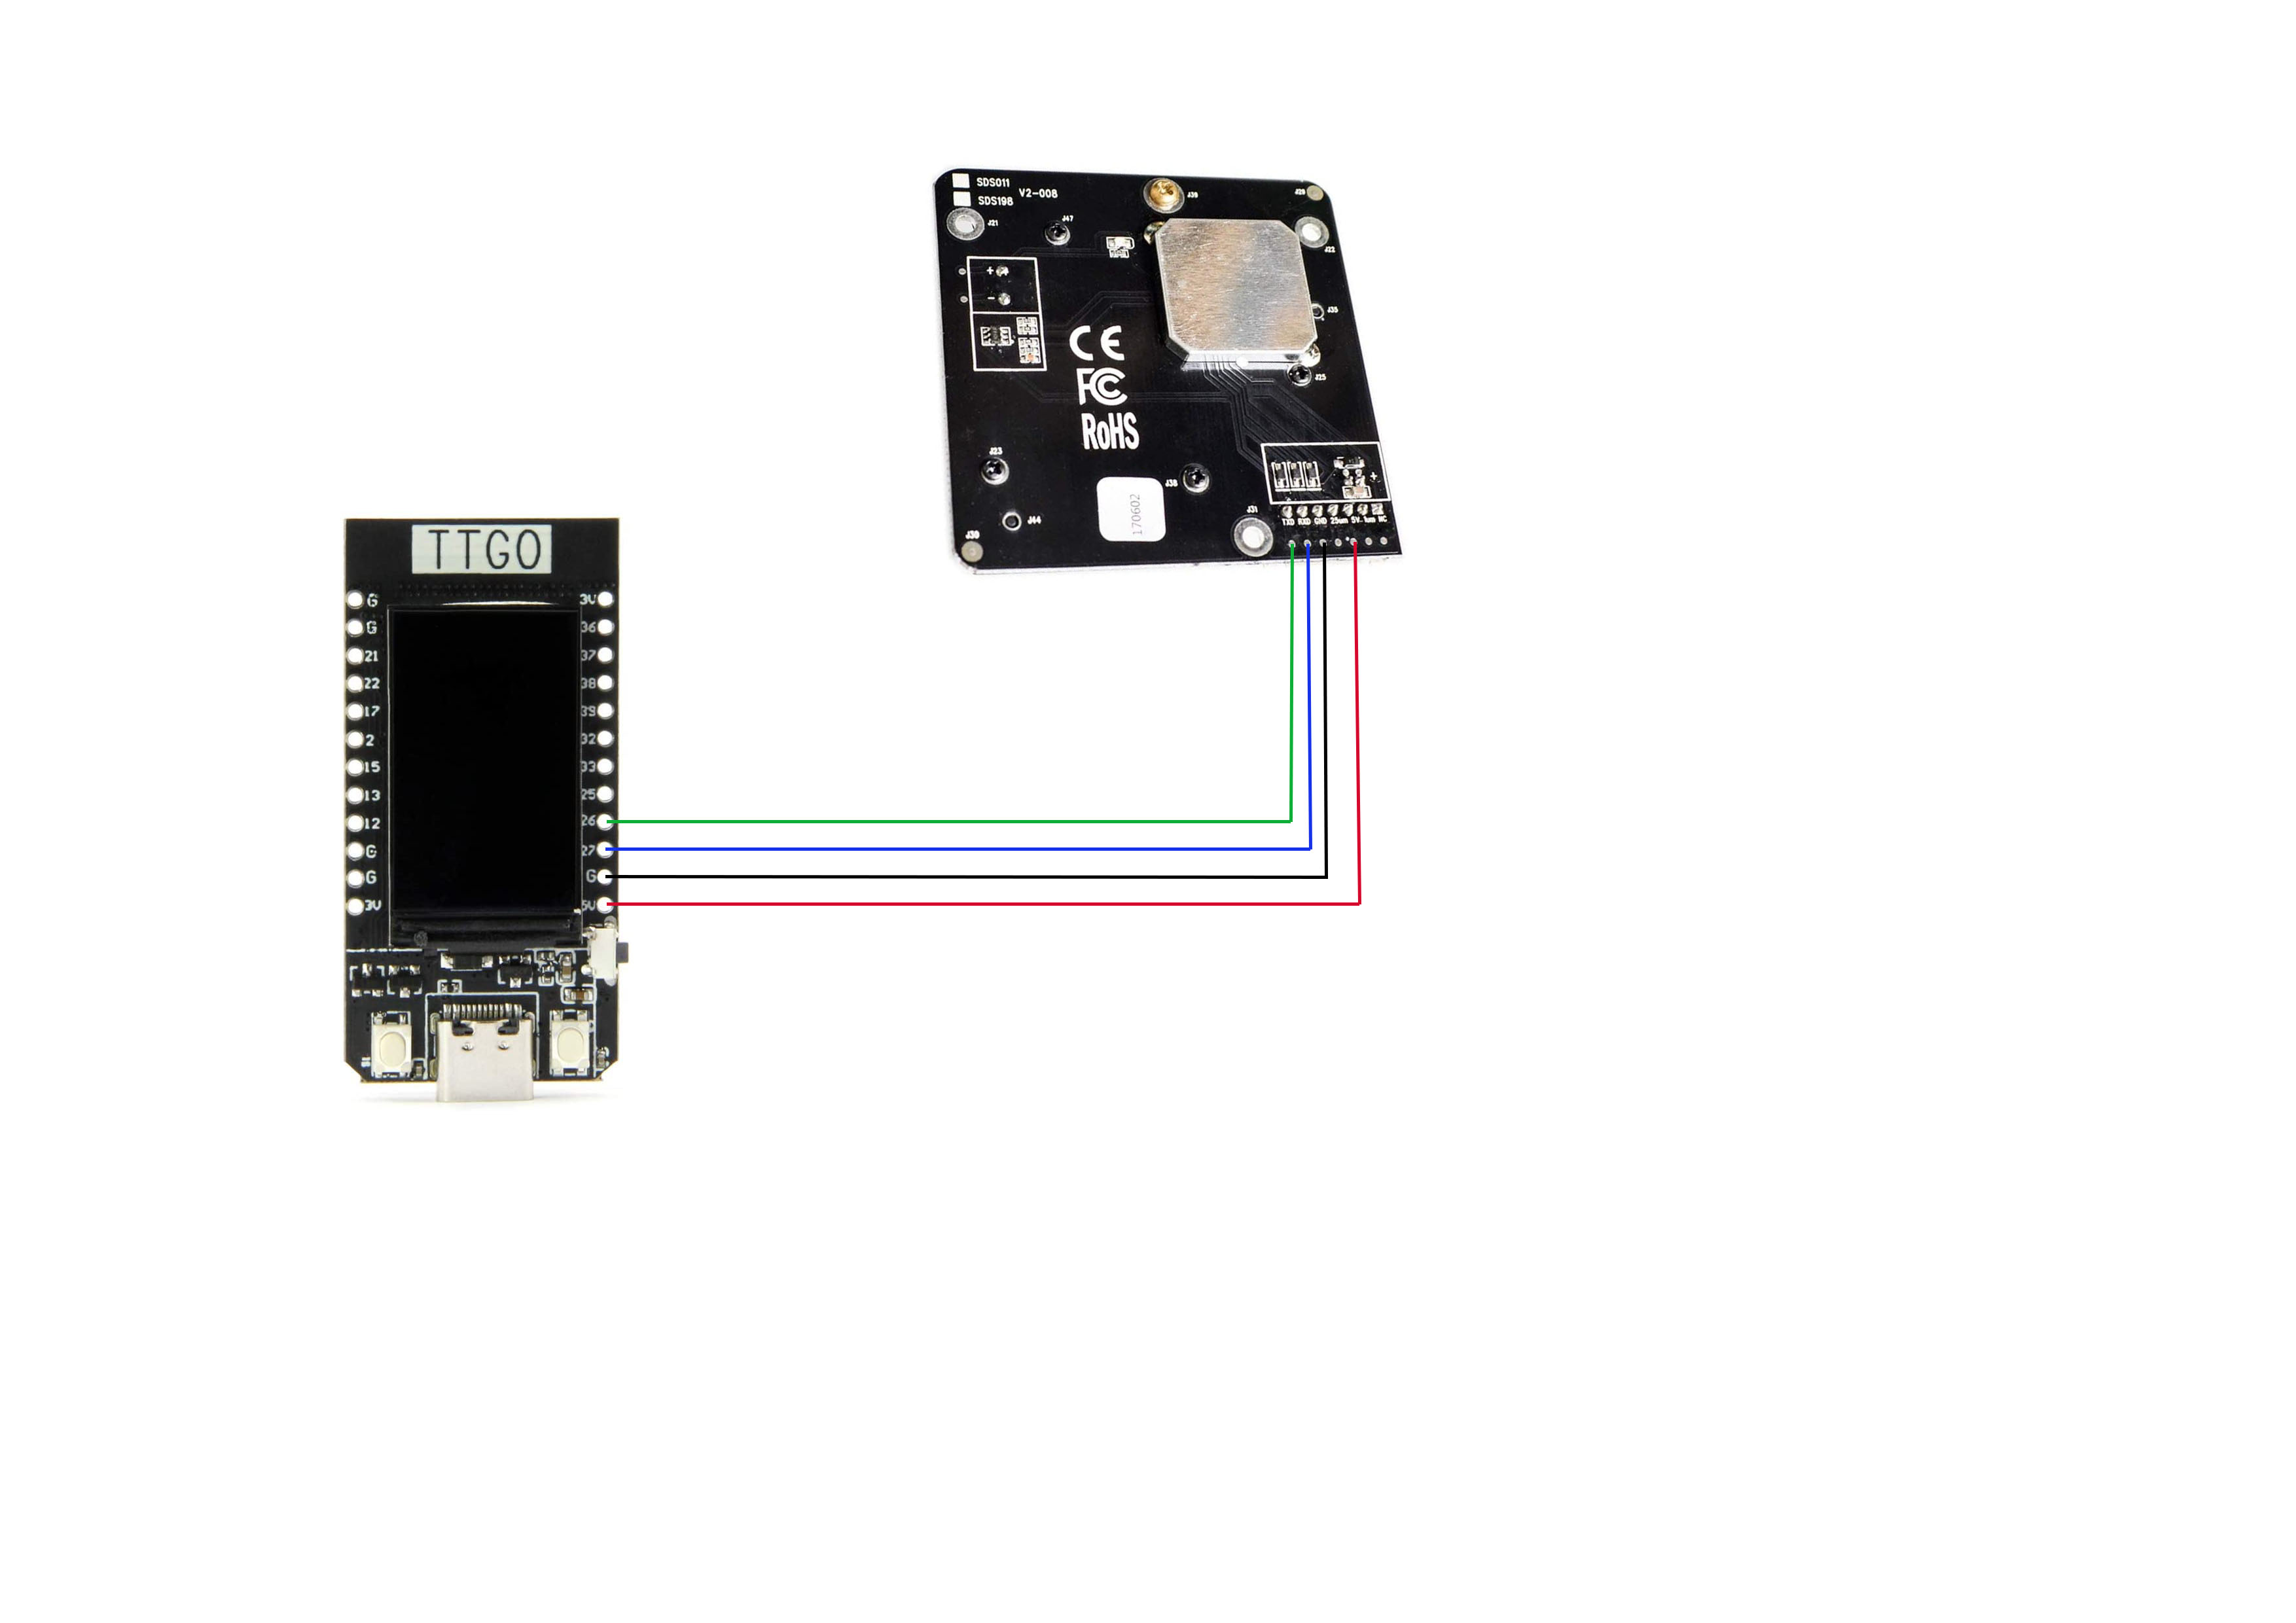 SDS011
V2-008
SDS198
J39
J29
J21
J47
J22
+
-
J35
CE
FC
J25
RoHS
J23
J38
+
170602
J31
J44
TXD RXD GND 25um 5V 1um NC
J30
TTGO
G 3V
G 36
21 37
22 38
17 39
2 32
15 33
13 25
12 26
G 27
G G
3V 5V